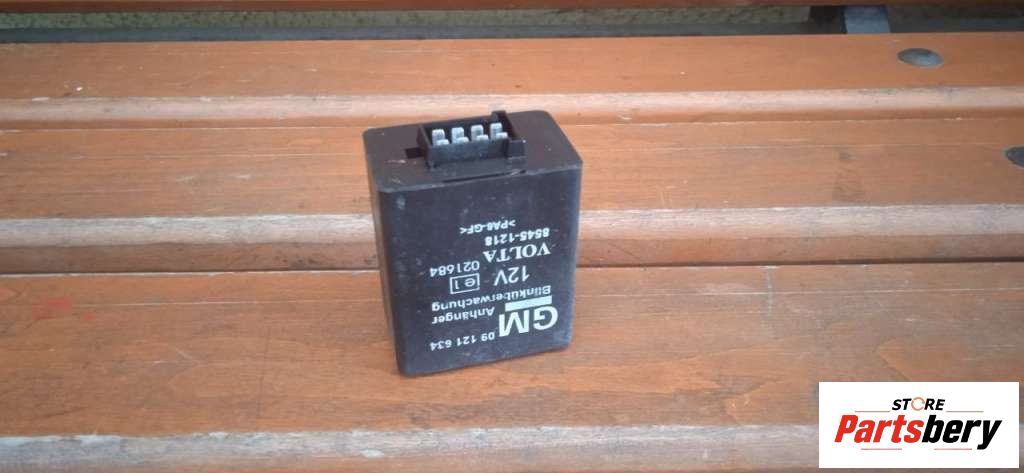 09 121 634
GM
Anhänger
Blinküberwachung
12V e1 021684
VOLTA
8545-1218
>PA6-GF<
STORE
Partsbery